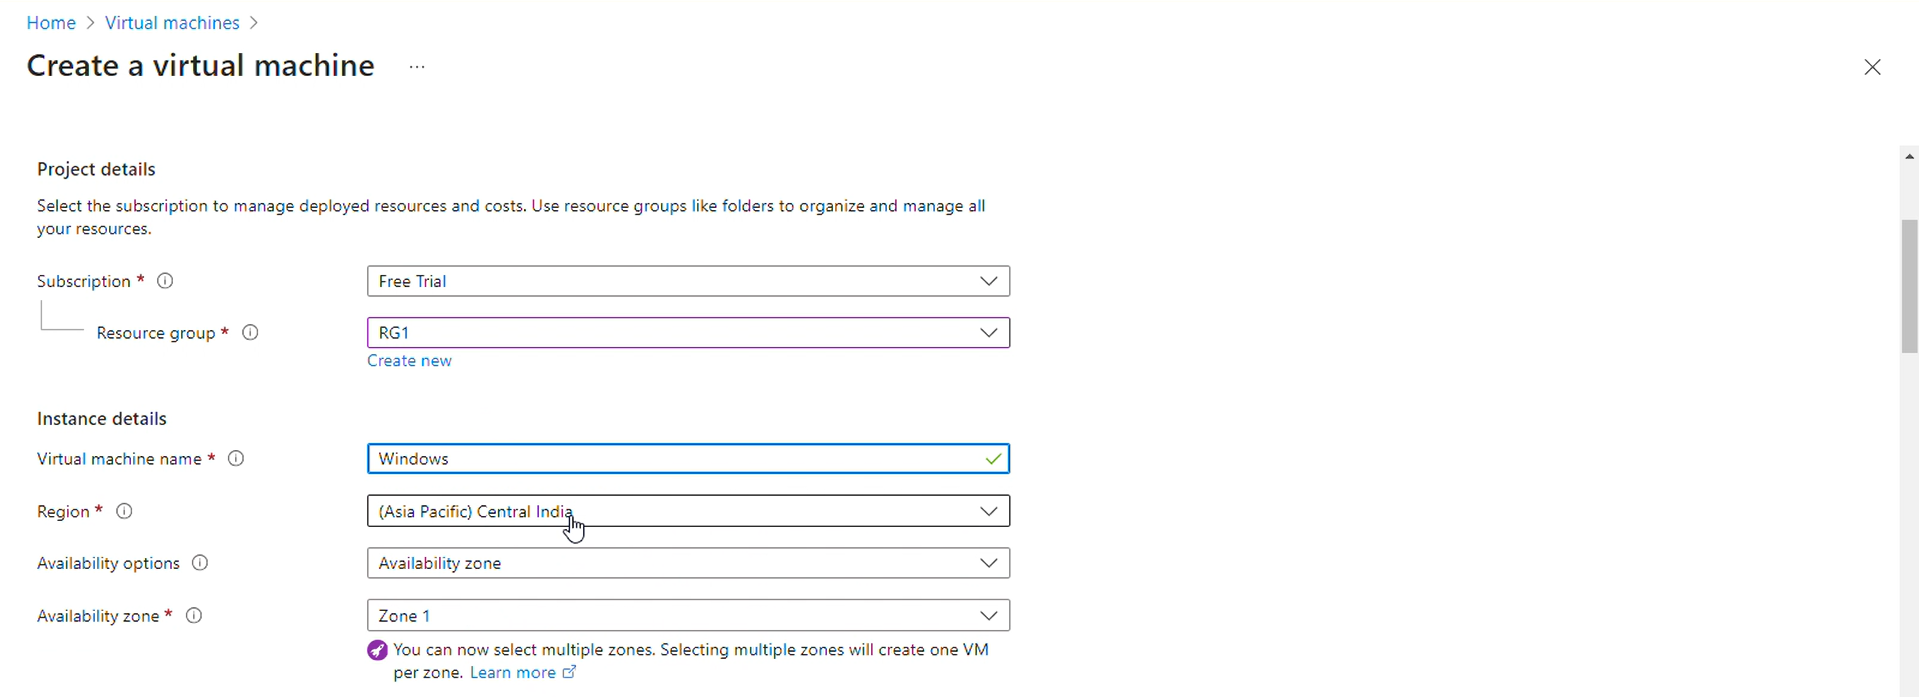 Home > Virtual machines >
Create a virtual machine ...
Project details
Select the subscription to manage deployed resources and costs. Use resource groups like folders to organize and manage all
your resources.
Subscription * Free Trial
Resource group * RG1
Create new
Instance details
Virtual machine name * Windows
Region * (Asia Pacific) Central India
Availability options Availability zone
Availability zone * Zone 1
You can now select multiple zones. Selecting multiple zones will create one VM
per zone. Learn more